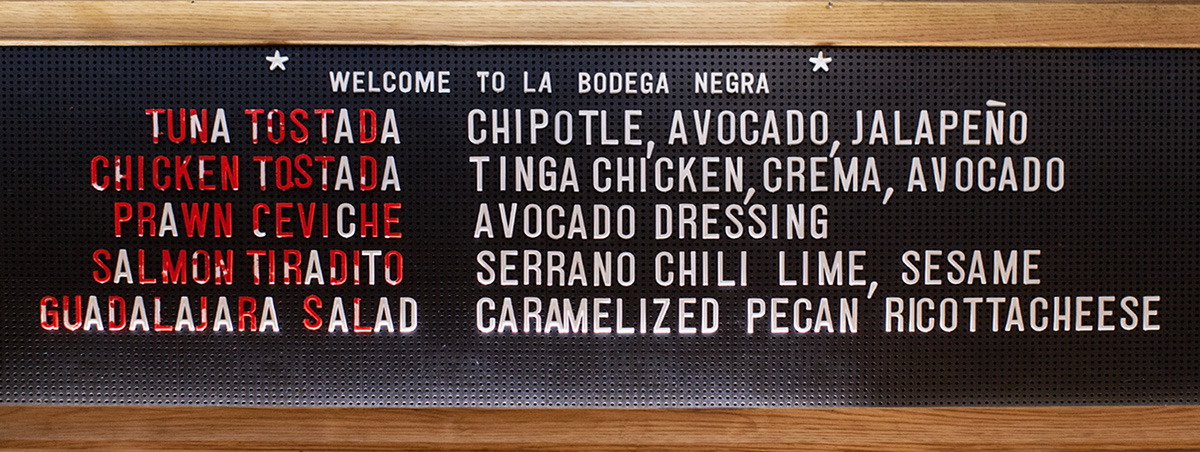 WELCOME TO LA BODEGA NEGRA
TUNA TOSTADA CHIPOTLE, AVOCADO, JALAPEÑO
CHICKEN TOSTADA TINGA CHICKEN, CREMA, AVOCADO
PRAWN CEVICHE AVOCADO DRESSING
SALMON TIRADITO SERRANO CHILI LIME, SESAME
GUADALAJARA SALAD CARAMELIZED PECAN RICOTTACHEESE